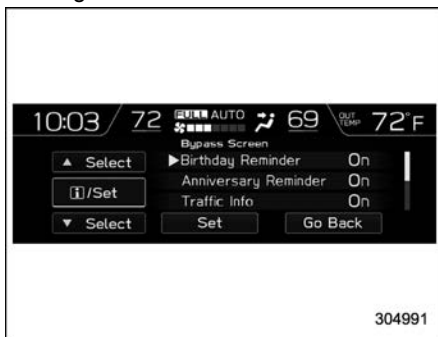 10:03 72 FULL AUTO 69 OUT TEMP 72°F
Bypass Screen
▲ Select ▶Birthday Reminder On
i/Set Anniversary Reminder On
Traffic Info On
▼ Select Set Go Back
304991